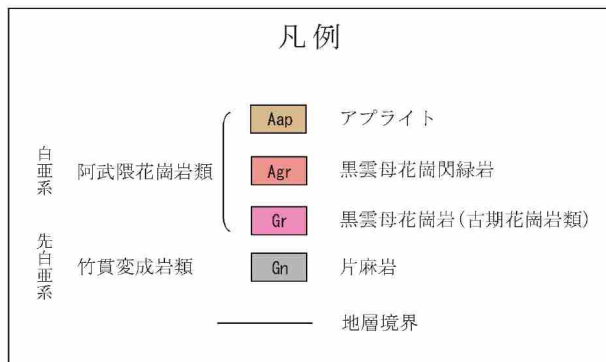 凡例
白亜系
阿武隈花崗岩類
Aap アプライト
Agr 黒雲母花崗閃緑岩
Gr 黒雲母花崗岩(古期花崗岩類)
先白亜系
竹貫変成岩類
Gn 片麻岩
地層境界